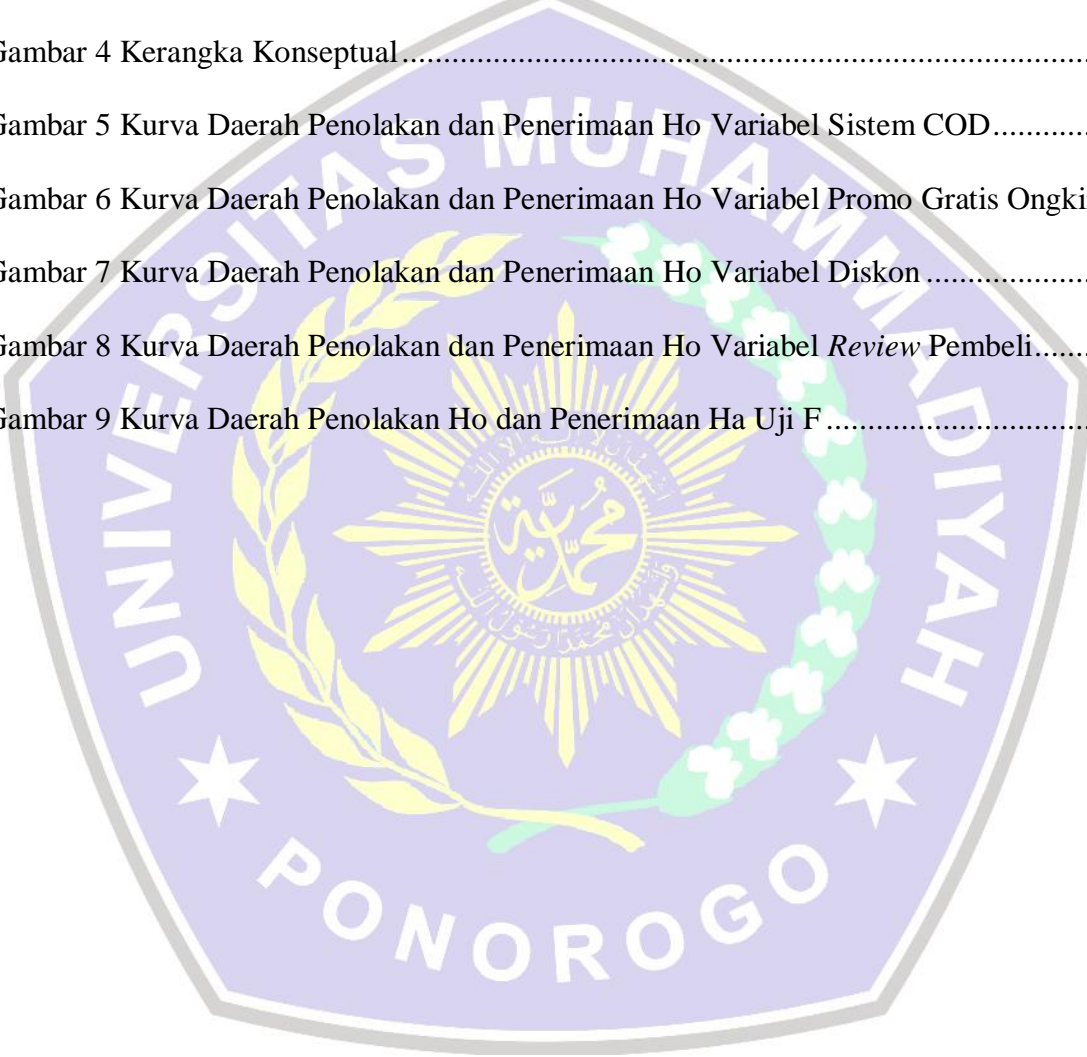 Gambar 4 Kerangka Konseptual..........................................................................................
Gambar 5 Kurva Daerah Penolakan dan Penerimaan Ho Variabel Sistem COD............
Gambar 6 Kurva Daerah Penolakan dan Penerimaan Ho Variabel Promo Gratis Ongki
Gambar 7 Kurva Daerah Penolakan dan Penerimaan Ho Variabel Diskon....................
Gambar 8 Kurva Daerah Penolakan dan Penerimaan Ho Variabel Review Pembeli.......
Gambar 9 Kurva Daerah Penolakan Ho dan Penerimaan Ha Uji F................................
UNIVERSITAS MUHAMMADIYAH
PONOROGO
محمدية